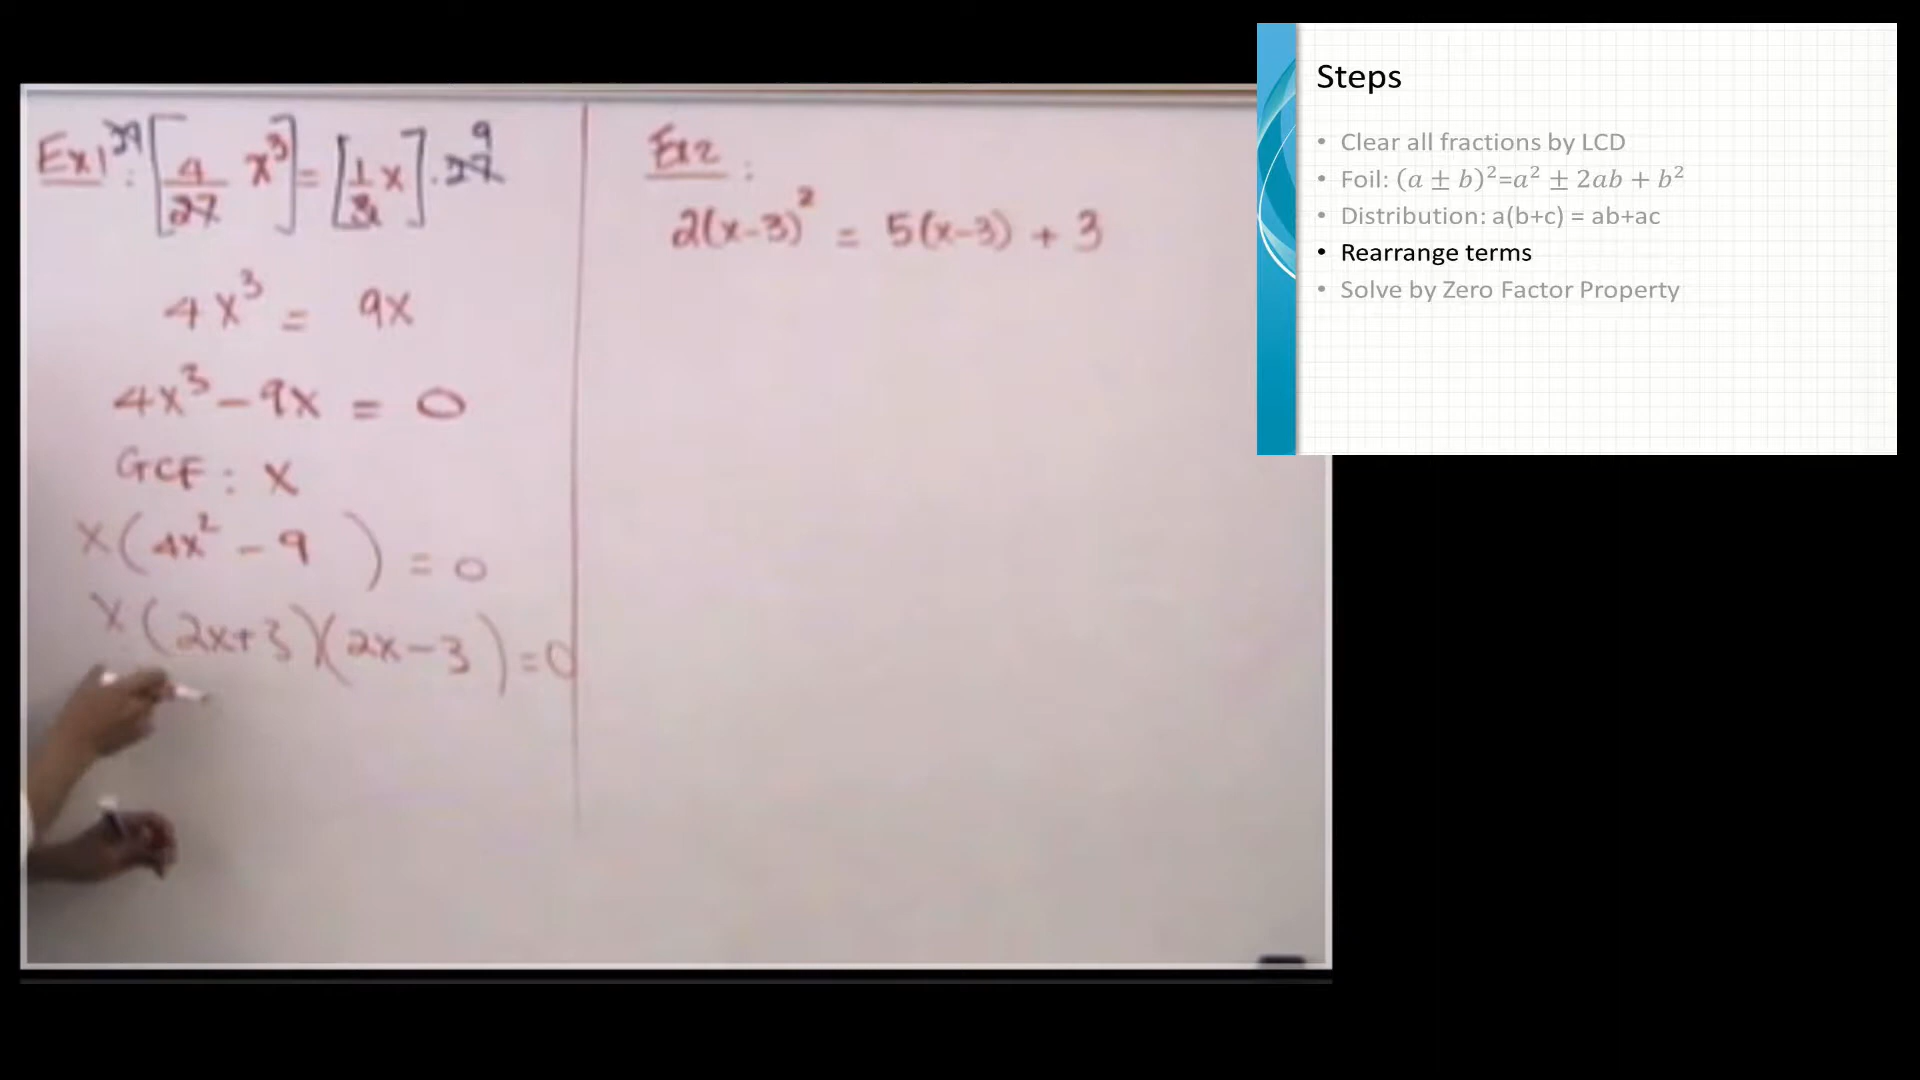 Ex1: 27[4/27 x³] = [1/3 x]·27 9
4x³ = 9x
4x³ - 9x = 0
GCF: x
x(4x² - 9) = 0
x(2x+3)(2x-3) = 0
Ex2:
2(x-3)² = 5(x-3) + 3
Steps
• Clear all fractions by LCD
• Foil: (a ± b)²=a² ± 2ab + b²
• Distribution: a(b+c) = ab+ac
• Rearrange terms
• Solve by Zero Factor Property